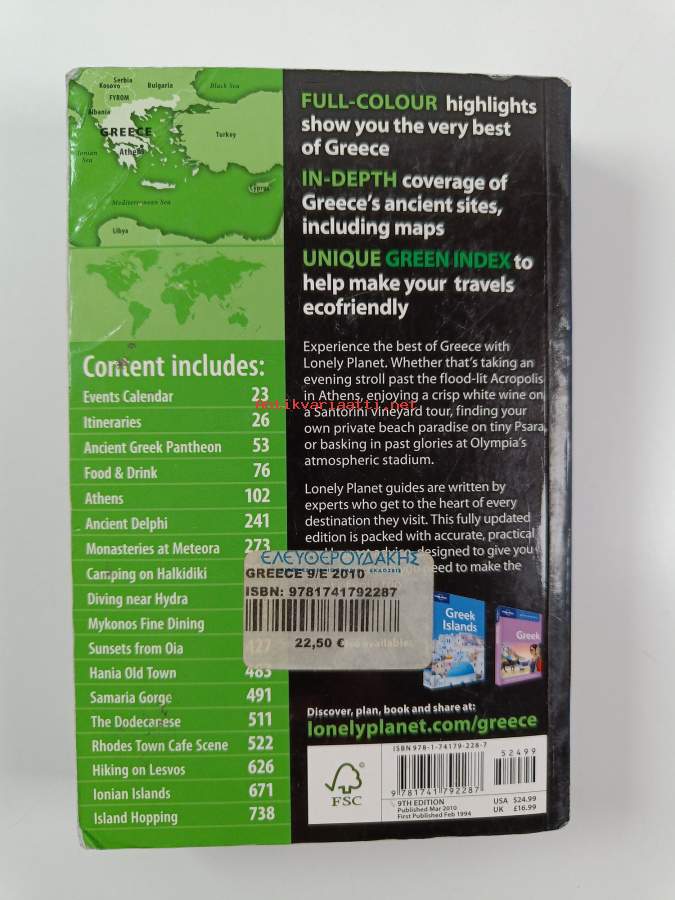 Serbia
Kosovo
Bulgaria
Black Sea
FYROM
Albania
GREECE
Turkey
Ionian
Sea
Athens
Cyprus
Mediterranean Sea
Libya
Content includes:
Events Calendar 23
Itineraries 26
Ancient Greek Pantheon 53
Food & Drink 76
Athens 102
Ancient Delphi 241
Monasteries at Meteora 273
Camping on Halkidiki
Diving near Hydra
Mykonos Fine Dining
Sunsets from Oia 427
Hania Old Town 483
Samaria Gorge 491
The Dodecanese 511
Rhodes Town Cafe Scene 522
Hiking on Lesvos 626
Ionian Islands 671
Island Hopping 738
FULL-COLOUR highlights
show you the very best
of Greece
IN-DEPTH coverage of
Greece's ancient sites,
including maps
UNIQUE GREEN INDEX to
help make your travels
ecofriendly
Experience the best of Greece with
Lonely Planet. Whether that's taking an
evening stroll past the flood-lit Acropolis
in Athens, enjoying a crisp white wine on
a Santorini vineyard tour, finding your
own private beach paradise on tiny Psara,
or basking in past glories at Olympia's
atmospheric stadium.
antikvariaatti.net
Lonely Planet guides are written by
experts who get to the heart of every
destination they visit. This fully updated
edition is packed with accurate, practical
designed to give you
need to make the
ΕΛΕΥΘΕΡΟΥΔΑΚΗΣ
ΕΚΔΟΣΕΙΣ
GREECE 9/E 2010
ISBN: 9781741792287
22,50 €
available:
Greek
Islands
Greek
Discover, plan, book and share at:
lonelyplanet.com/greece
FSC
ISBN 978-1-74179-228-7
52499
9 781741 792287
9TH EDITION
Published Mar 2010
First Published Feb 1994
USA $24.99
UK £16.99